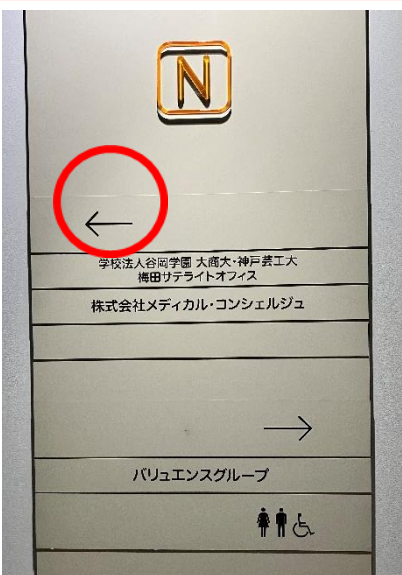 N
←
学校法人谷岡学園 大商大・神戸芸工大
梅田サテライトオフィス
株式会社メディカル・コンシェルジュ
→
バリュエンスグループ